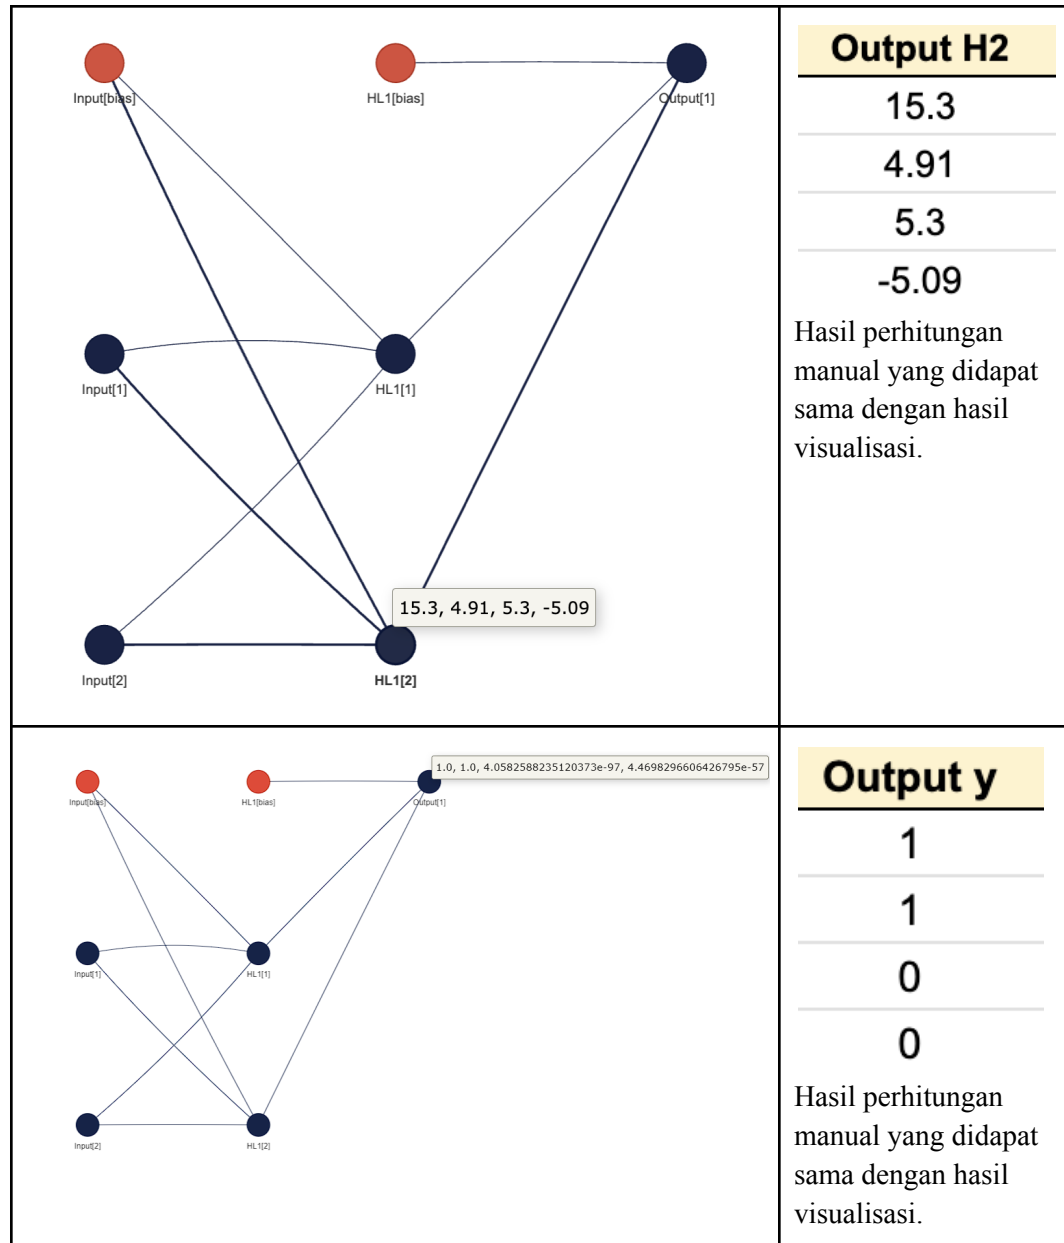 Input[bias]
HL1[bias]
Output[1]
Input[1]
HL1[1]
15.3, 4.91, 5.3, -5.09
Input[2]
HL1[2]
Output H2
15.3
4.91
5.3
-5.09
Hasil perhitungan
manual yang didapat
sama dengan hasil
visualisasi.
1.0, 1.0, 4.0582588235120373e-97, 4.4698296606426795e-57
Input[bias]
HL1[bias]
Output[1]
Input[1]
HL1[1]
Input[2]
HL1[2]
Output y
1
1
0
0
Hasil perhitungan
manual yang didapat
sama dengan hasil
visualisasi.